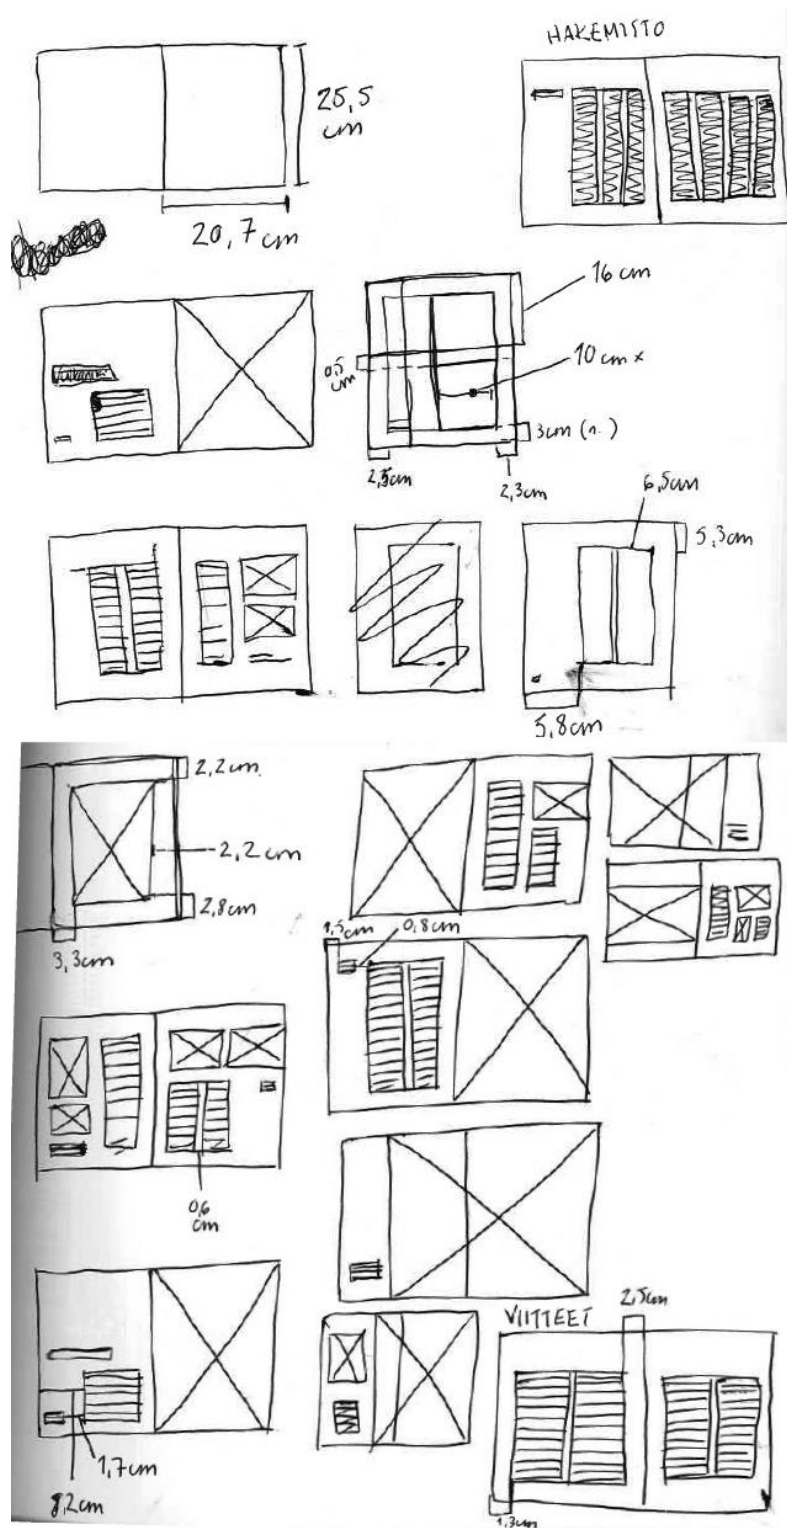 HAKEMISTO
25,5
cm
20,7 cm
16 cm
0,5
cm
10 cm x
3cm (n.)
2,5cm
2,3cm
6,5cm
5,3cm
5,8cm
2,2cm
2,2 cm
2,8cm
3,3cm
1,5cm
0,8cm
0,6
cm
VIITTEET
2,5cm
1,7cm
1,3cm